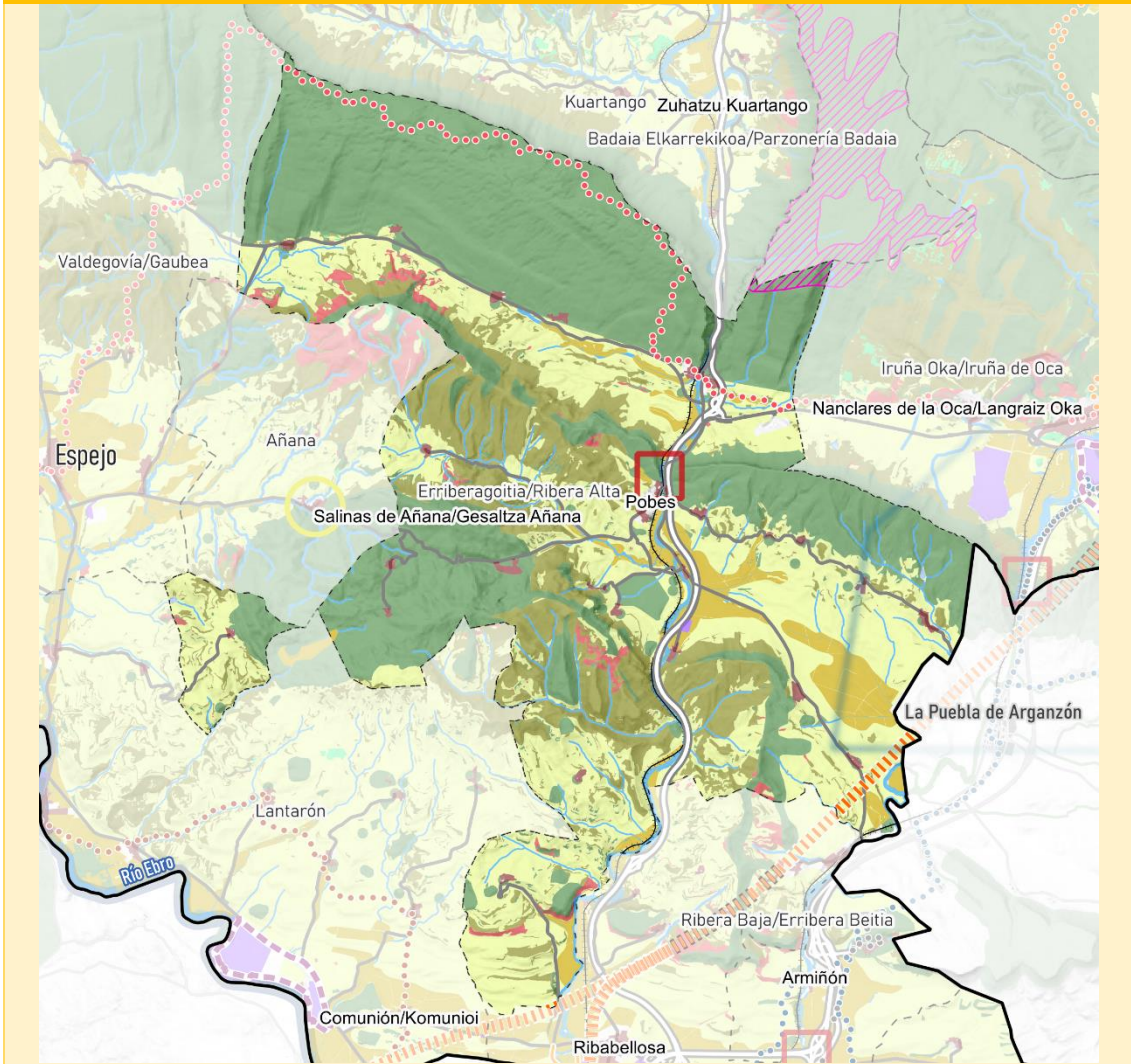 Kuartango
Zuhatzu Kuartango
Badaia Elkarrekikoa/Parzonería Badaia
Valdegovía/Gaubea
Iruña Oka/Iruña de Oca
Nanclares de la Oca/Langraiz Oka
Añana
Espejo
Erriberagoitia/Ribera Alta
Pobes
Salinas de Añana/Gesaltza Añana
La Puebla de Arganzón
Lantarón
Río Ebro
Ribera Baja/Erribera Beitia
Armiñón
Comunión/Komunioi
Ribabellosa